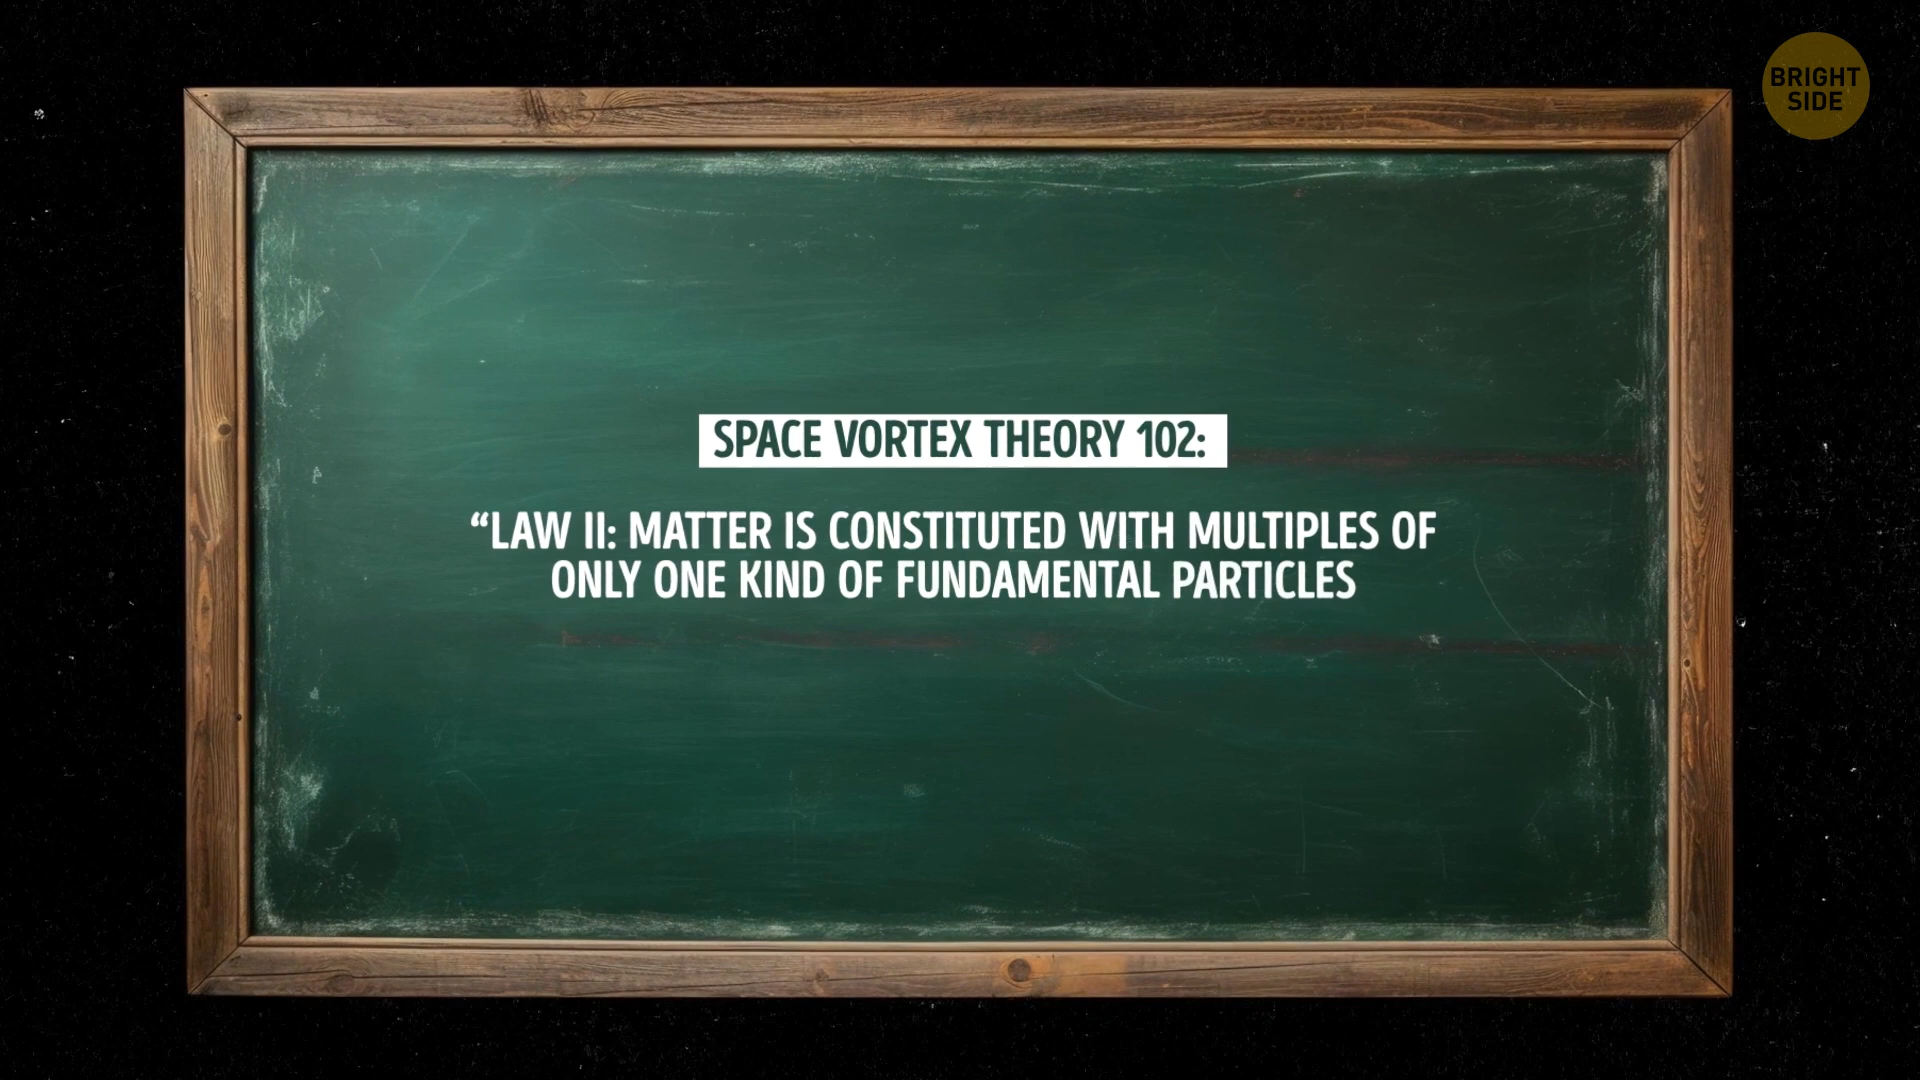 BRIGHT
SIDE
SPACE VORTEX THEORY 102:
“LAW II: MATTER IS CONSTITUTED WITH MULTIPLES OF
ONLY ONE KIND OF FUNDAMENTAL PARTICLES